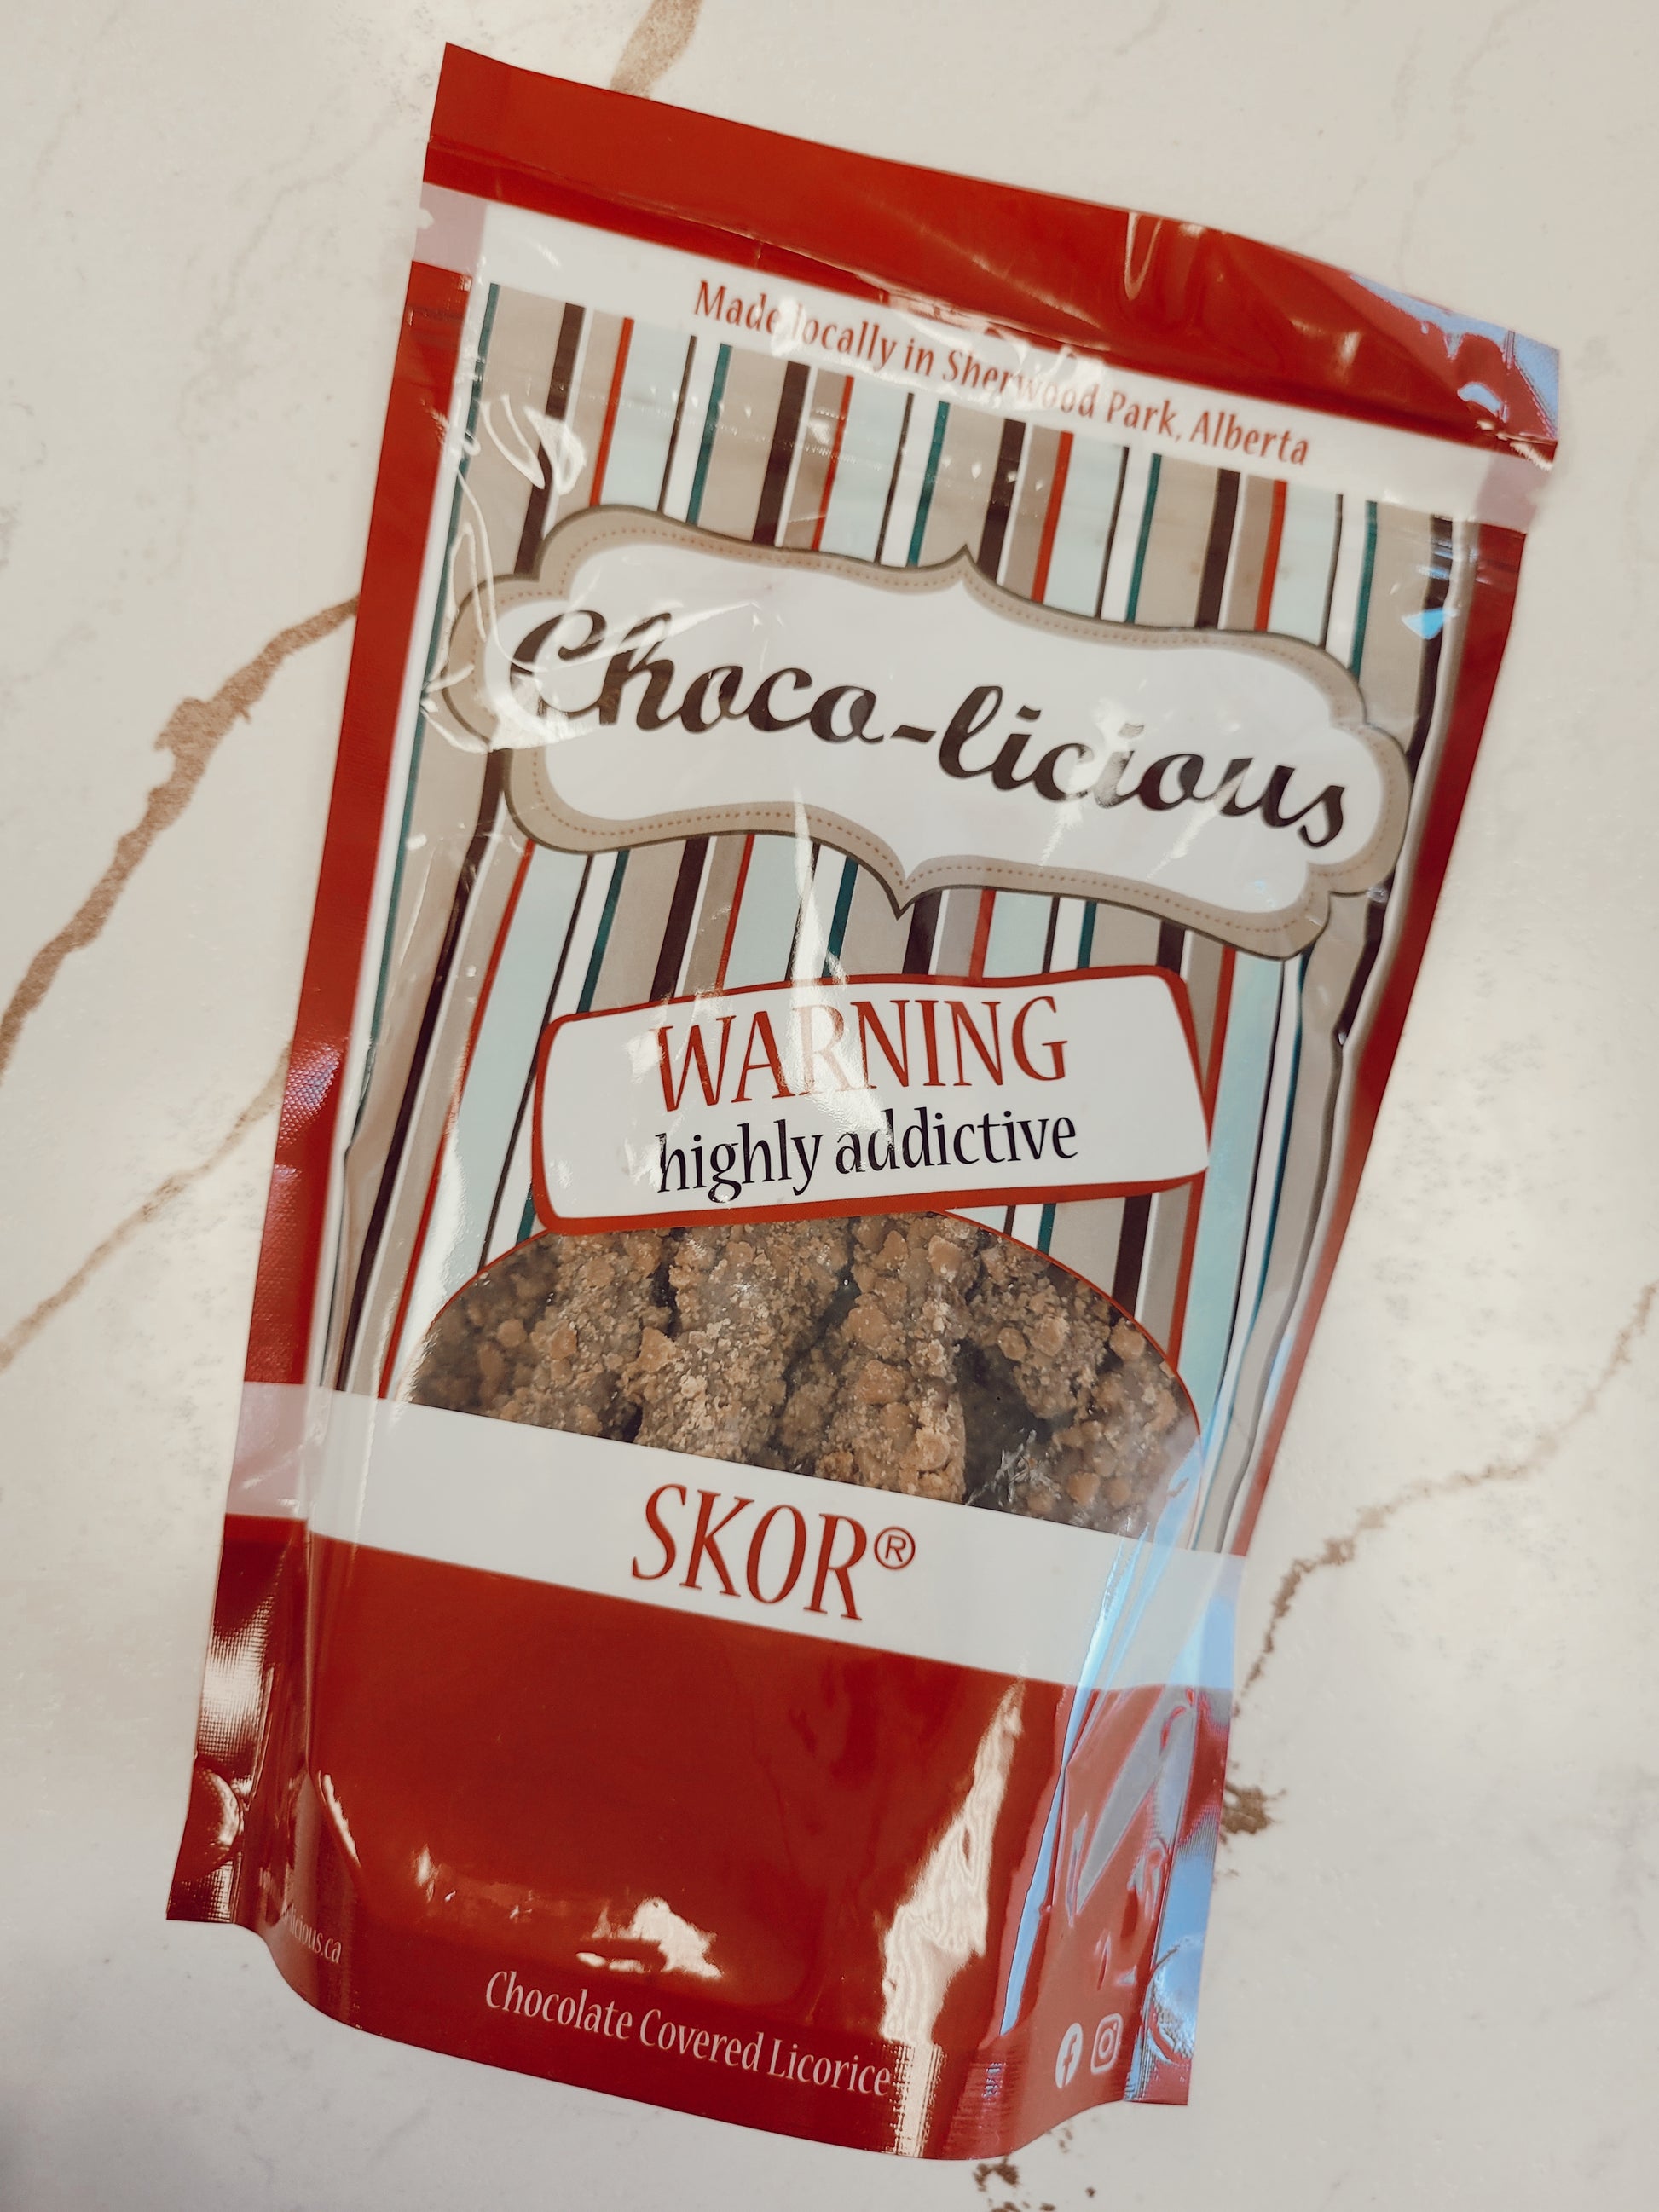 Made locally in Sherwood Park, Alberta
Choco-licious
WARNING
highly addictive
SKOR®
Chocolate Covered Licorice